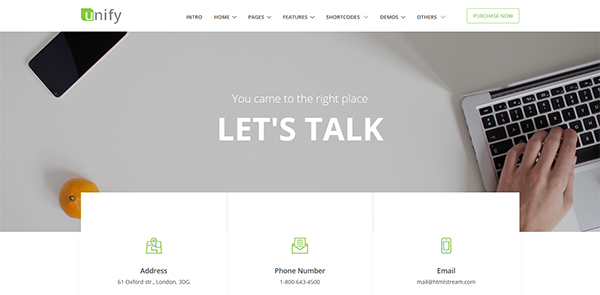 unify
INTRO HOME PAGES FEATURES SHORTCODES DEMOS OTHERS PURCHASE NOW
You came to the right place
LET'S TALK
Address Phone Number Email
61 Oxford str., London, 3DG 1-800-643-4500 mail@htmlstream.com